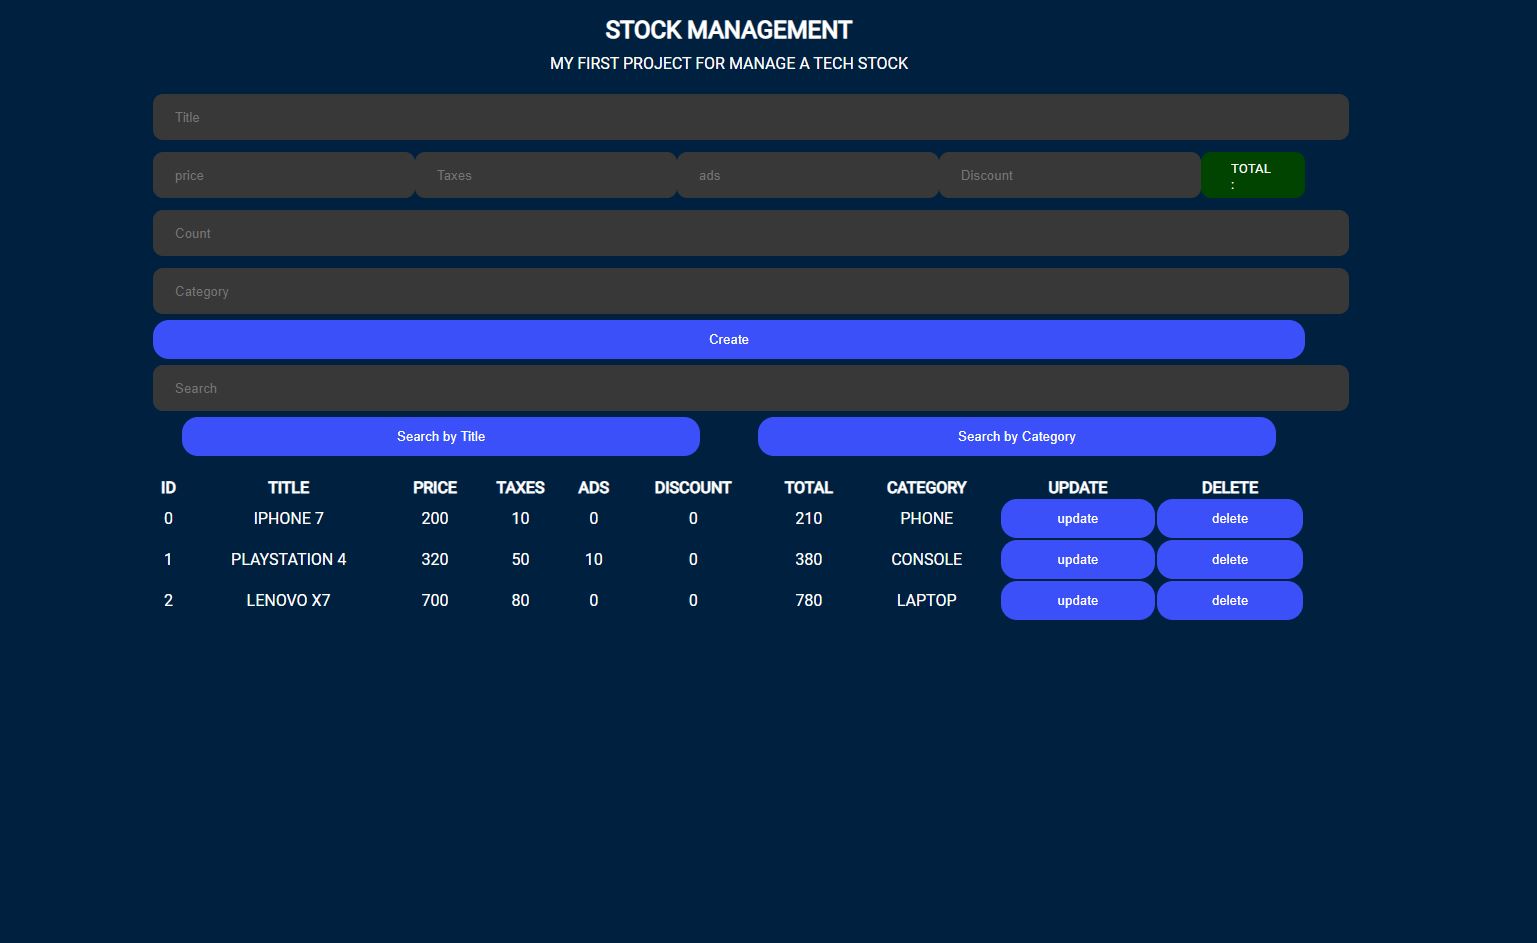 STOCK MANAGEMENT
MY FIRST PROJECT FOR MANAGE A TECH STOCK
Title
price Taxes ads Discount TOTAL
:
Count
Category
Create
Search
Search by Title Search by Category
ID TITLE PRICE TAXES ADS DISCOUNT TOTAL CATEGORY UPDATE DELETE
0 IPHONE 7 200 10 0 0 210 PHONE update delete
1 PLAYSTATION 4 320 50 10 0 380 CONSOLE update delete
2 LENOVO X7 700 80 0 0 780 LAPTOP update delete